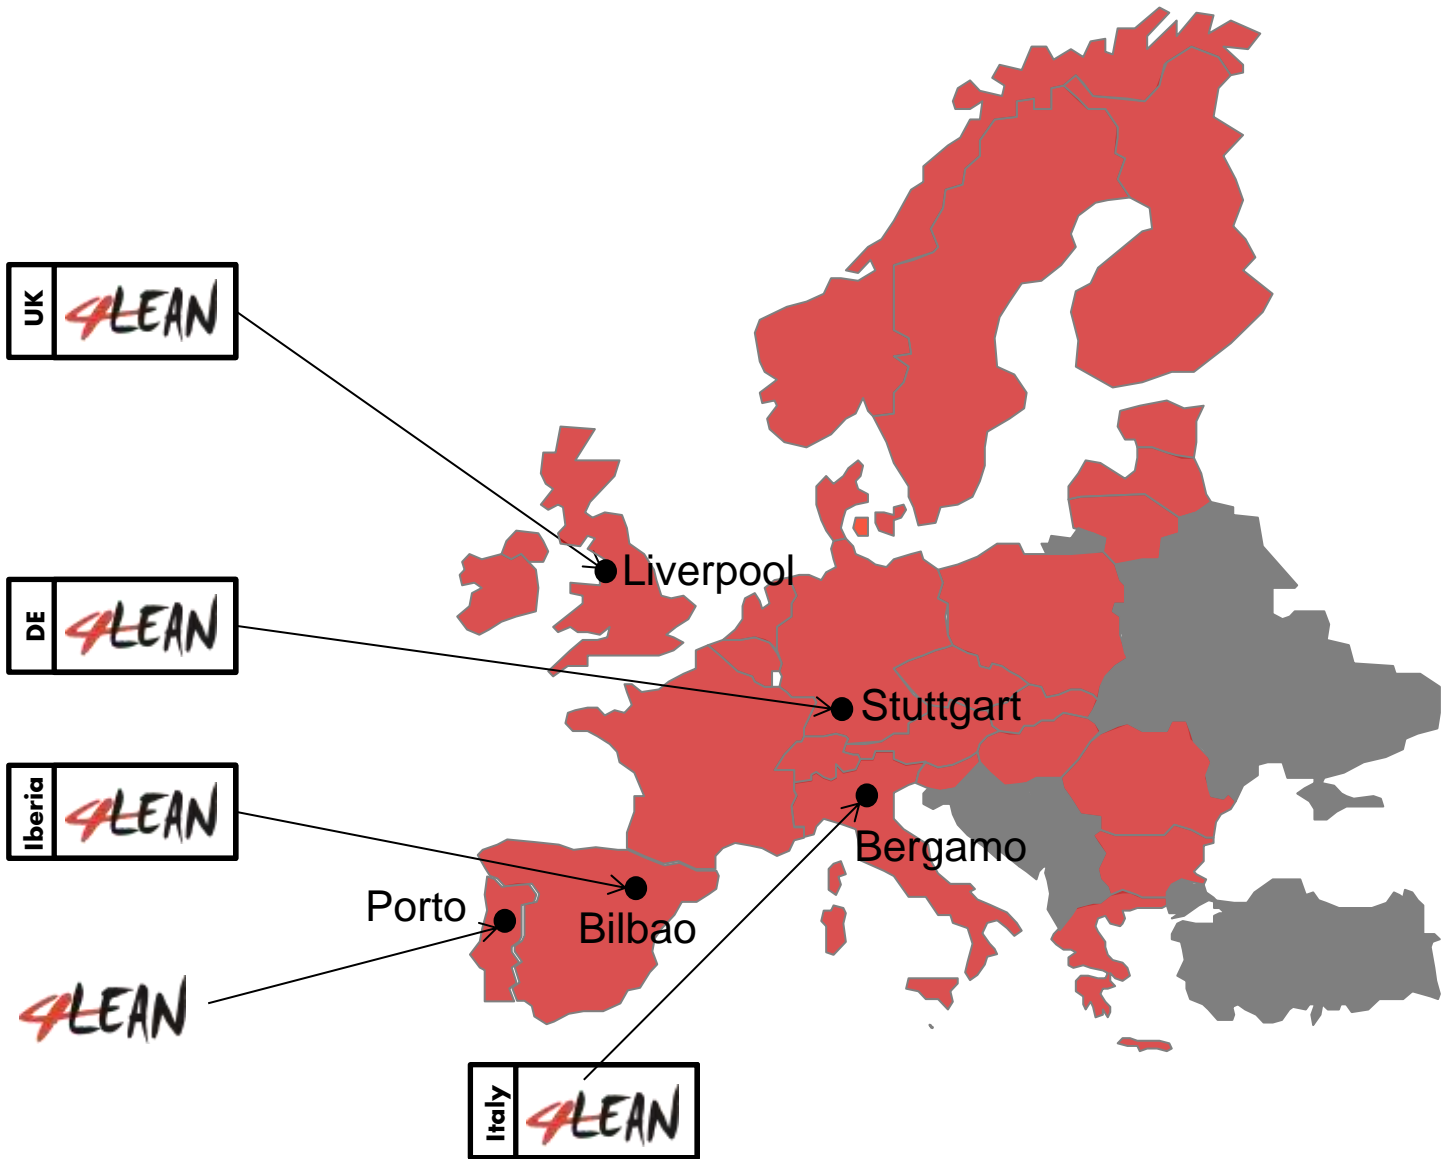 UK
4LEAN
Liverpool
DE
4LEAN
Stuttgart
Iberia
4LEAN
Bergamo
Porto
Bilbao
4LEAN
Italy
4LEAN